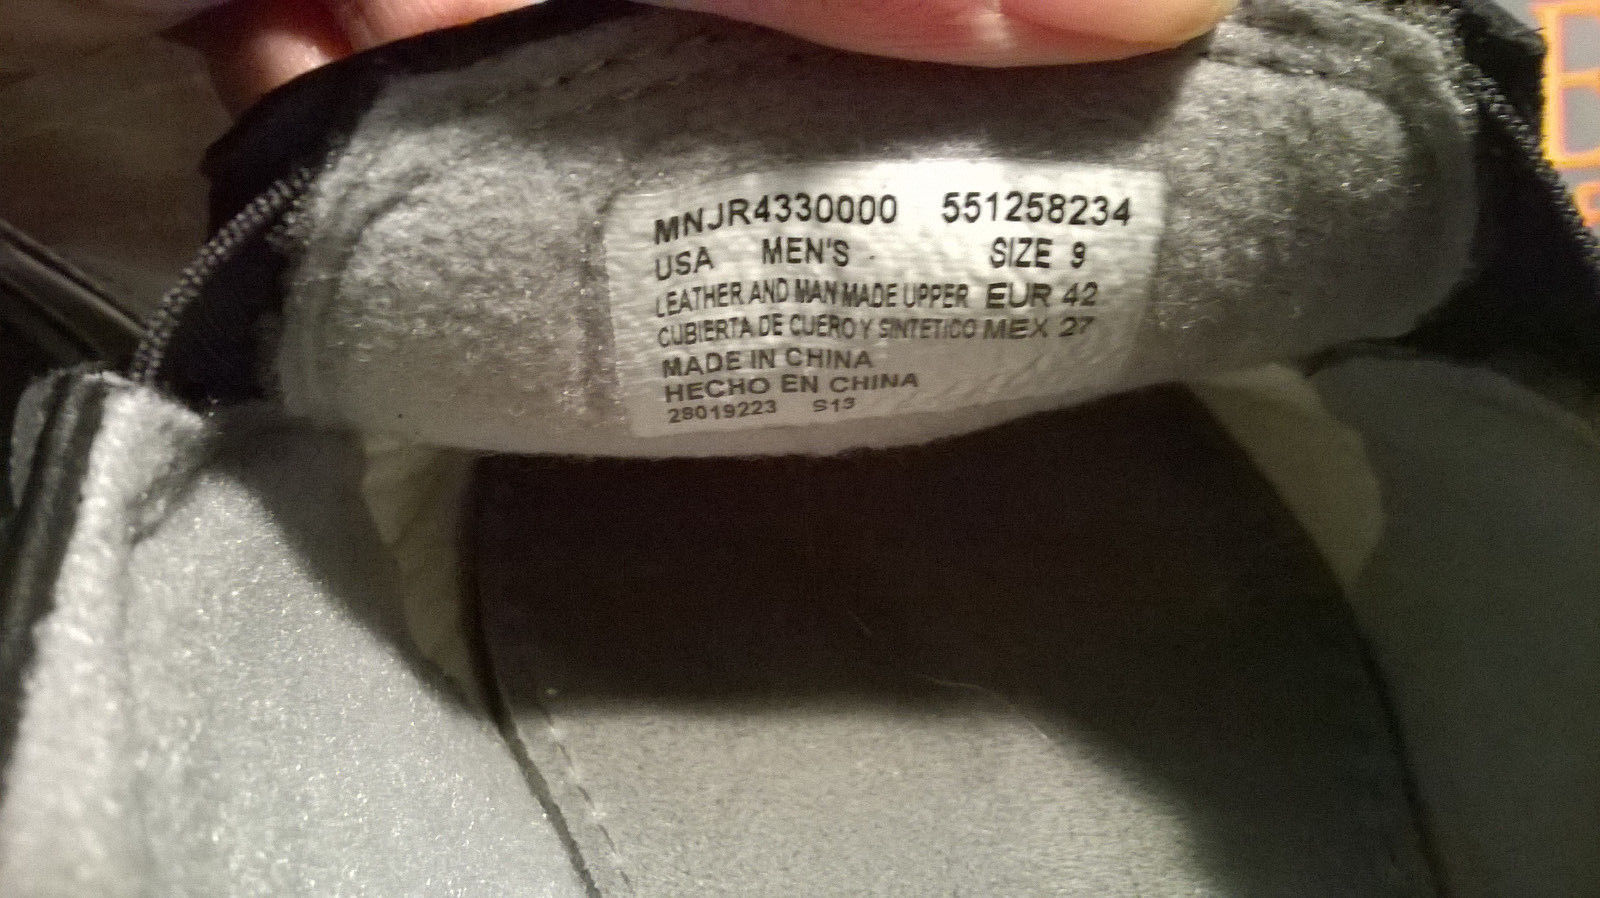 MNJR4330000 551258234
USA MEN'S SIZE 9
LEATHER AND MAN MADE UPPER EUR 42
CUBIERTA DE CUERO Y SINTETICO MEX 27
MADE IN CHINA
HECHO EN CHINA
28019223 S13